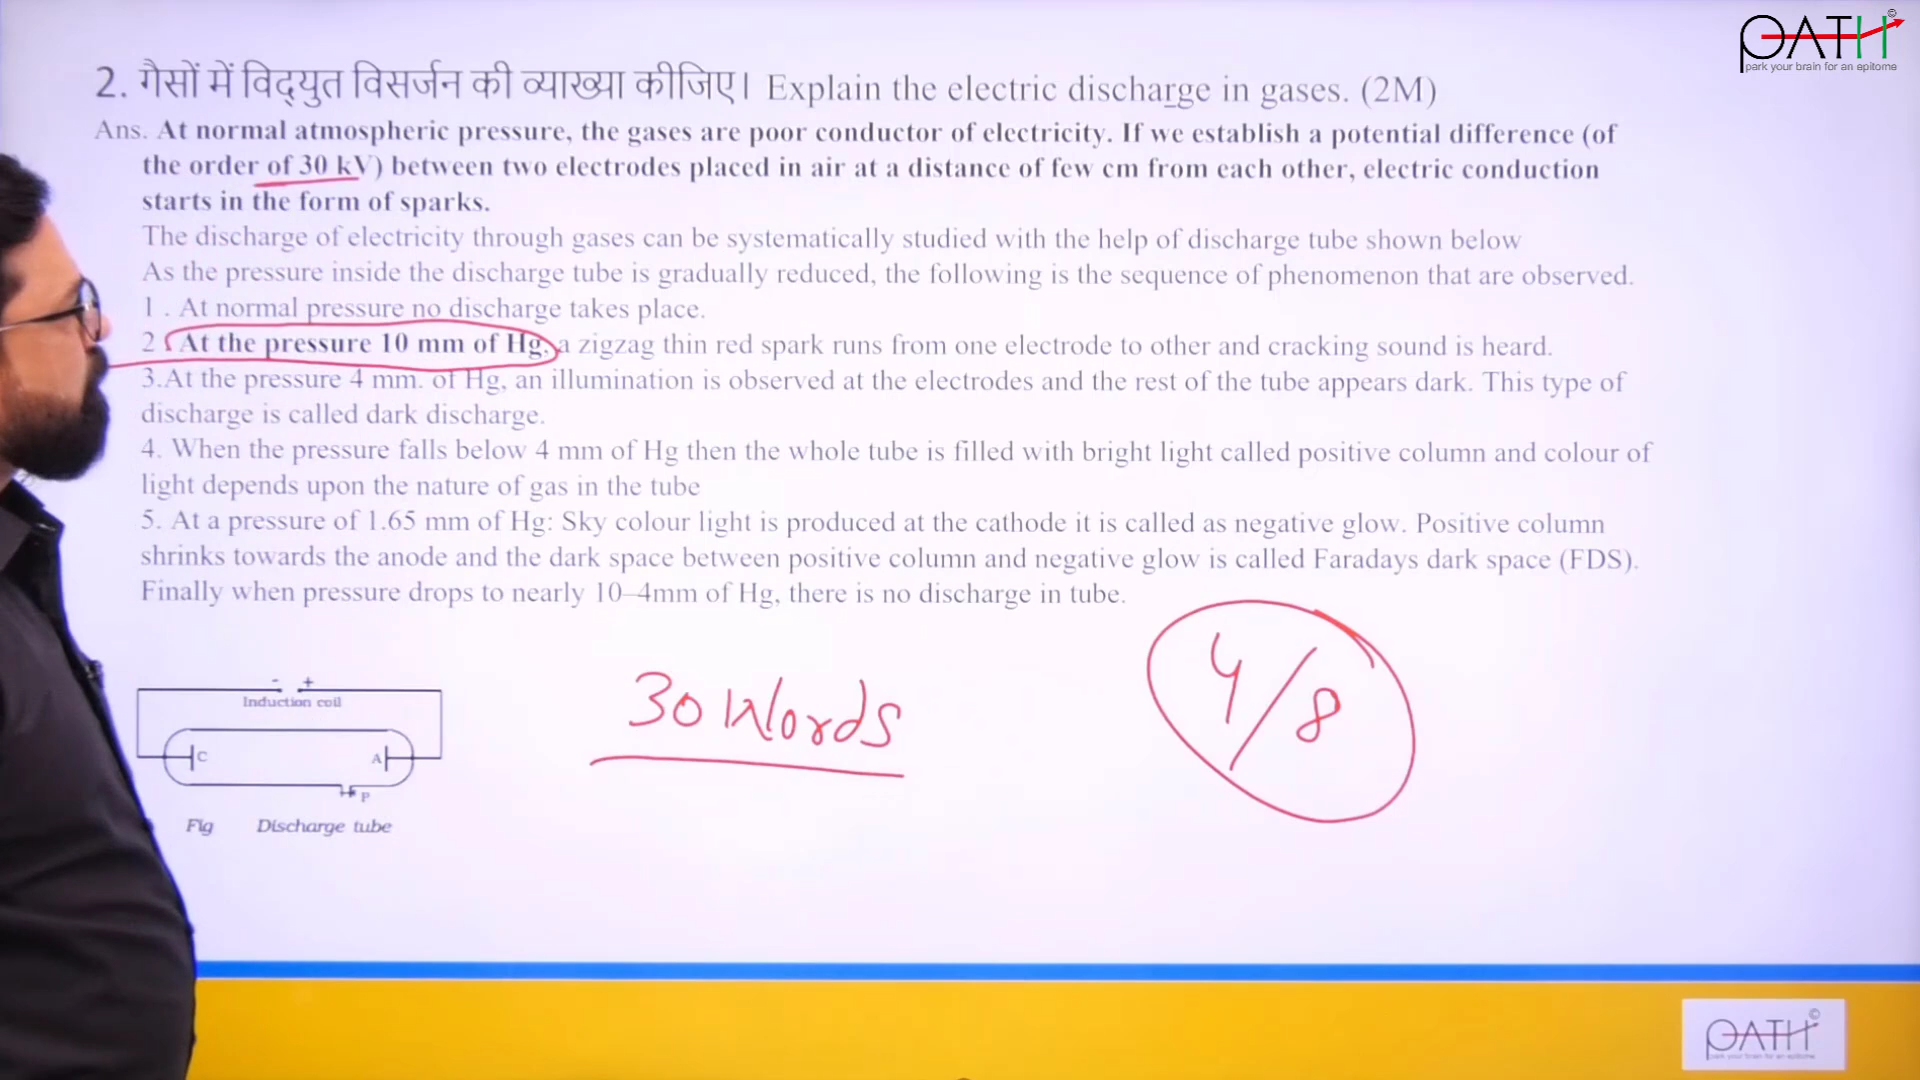 PATH©
park your brain for an epitome
2. गैसों में विद्युत विसर्जन की व्याख्या कीजिए। Explain the electric discharge in gases. (2M)
Ans. At normal atmospheric pressure, the gases are poor conductor of electricity. If we establish a potential difference (of
the order of 30 kV) between two electrodes placed in air at a distance of few cm from each other, electric conduction
starts in the form of sparks.
The discharge of electricity through gases can be systematically studied with the help of discharge tube shown below
As the pressure inside the discharge tube is gradually reduced, the following is the sequence of phenomenon that are observed.
1 . At normal pressure no discharge takes place.
2 At the pressure 10 mm of Hg, a zigzag thin red spark runs from one electrode to other and cracking sound is heard.
3.At the pressure 4 mm. of Hg, an illumination is observed at the electrodes and the rest of the tube appears dark. This type of
discharge is called dark discharge.
4. When the pressure falls below 4 mm of Hg then the whole tube is filled with bright light called positive column and colour of
light depends upon the nature of gas in the tube
5. At a pressure of 1.65 mm of Hg: Sky colour light is produced at the cathode it is called as negative glow. Positive column
shrinks towards the anode and the dark space between positive column and negative glow is called Faradays dark space (FDS).
Finally when pressure drops to nearly 10–4mm of Hg, there is no discharge in tube.
30 Words
4/8
- +
Induction coil
C
A
P
Fig Discharge tube
PATH©
park your brain for an epitome